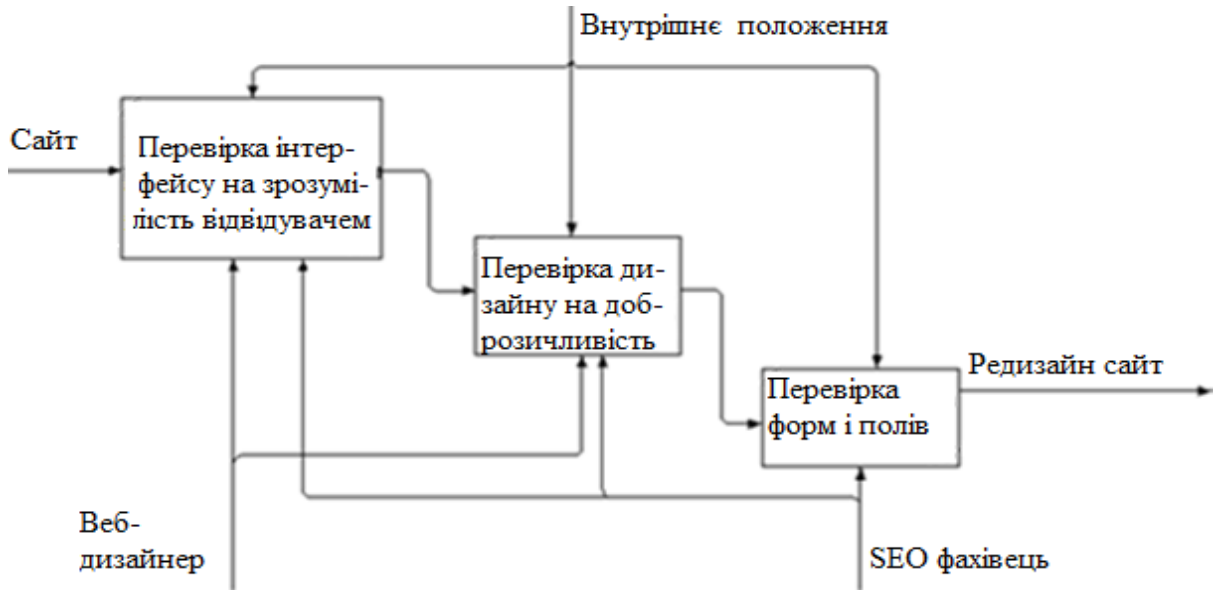 Внутрішнє положення
Сайт
Перевірка інтер-
фейсу на зрозумі-
лість відвідувачем
Перевірка ди-
зайну на доб-
розичливість
Редизайн сайт
Перевірка
форм і полів
Веб-
дизайнер
SEO фахівець